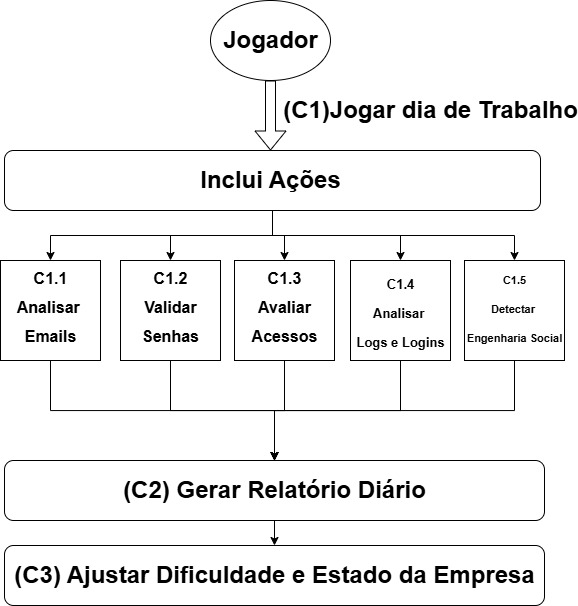 Jogador
(C1)Jogar dia de Trabalho
Inclui Ações
C1.1
Analisar
Emails
C1.2
Validar
Senhas
C1.3
Avaliar
Acessos
C1.4
Analisar
Logs e Logins
C1.5
Detectar
Engenharia Social
(C2) Gerar Relatório Diário
(C3) Ajustar Dificuldade e Estado da Empresa